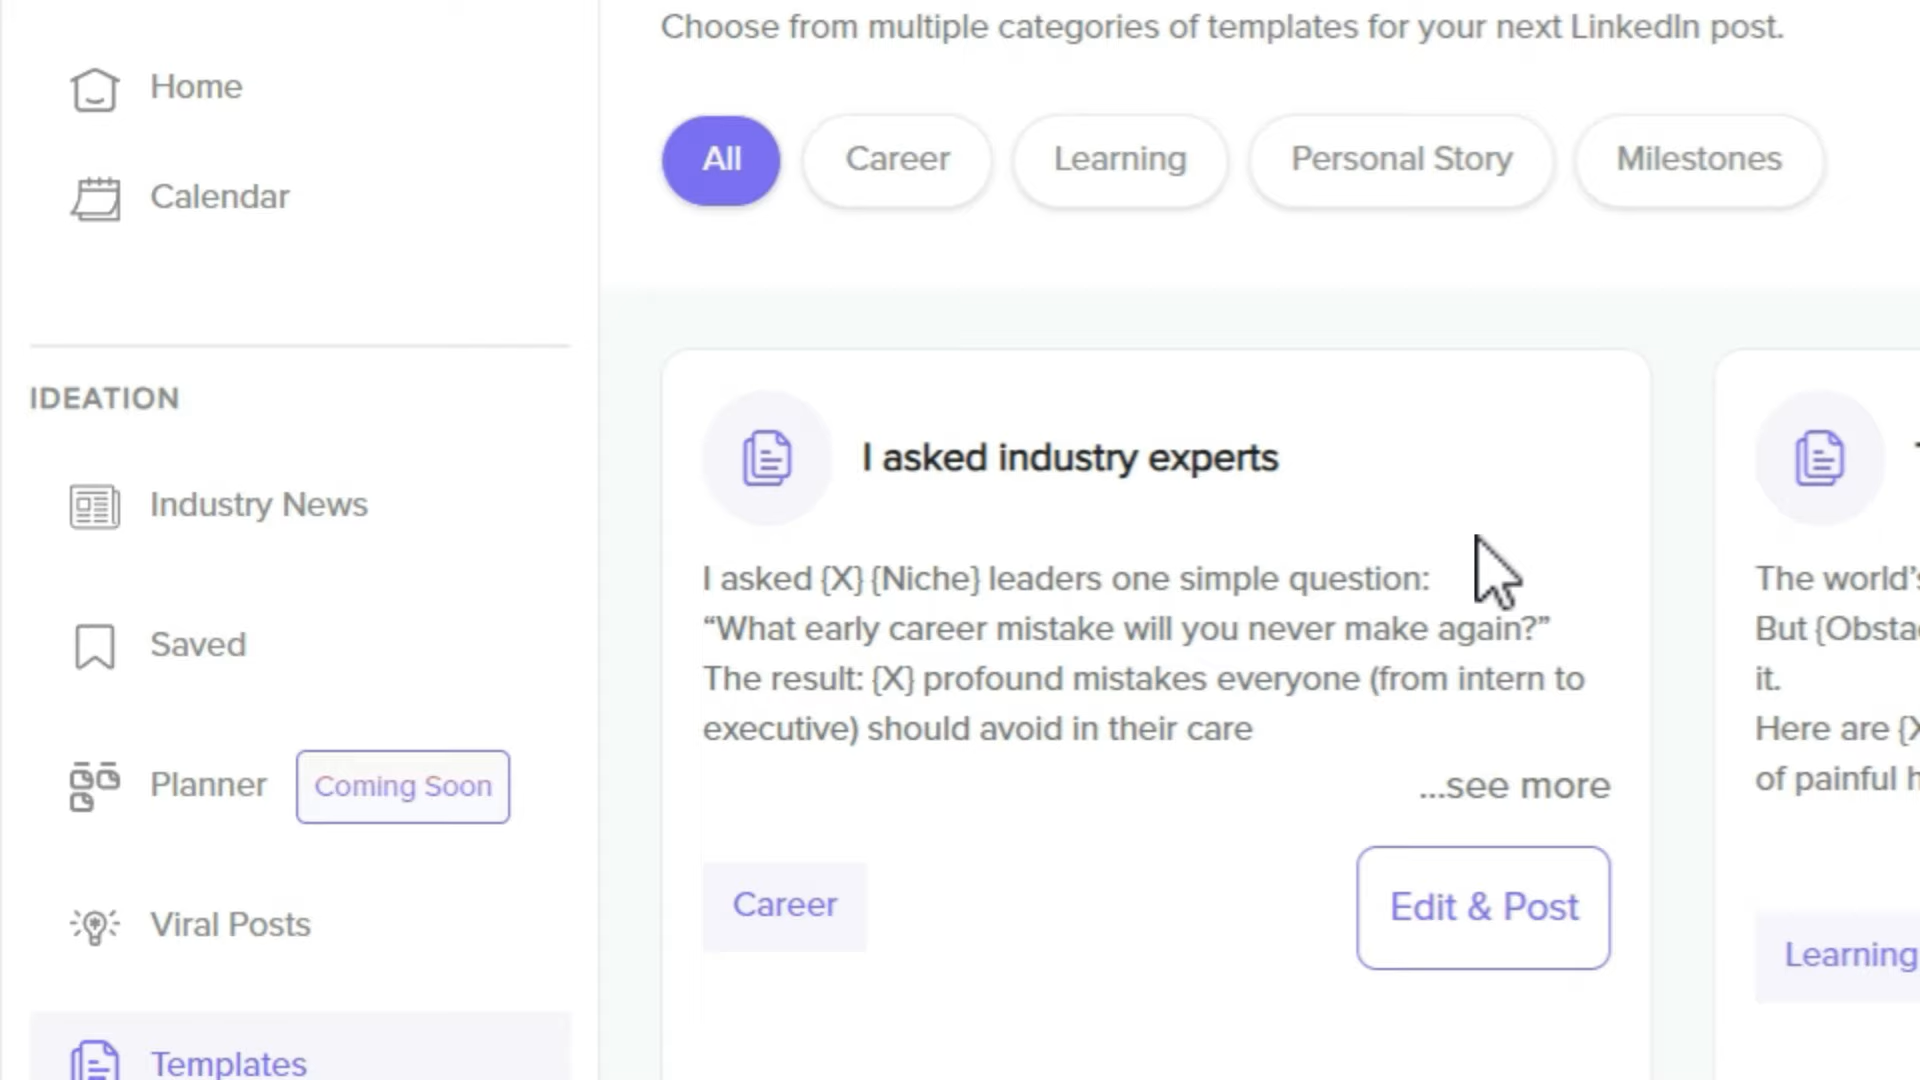 Choose from multiple categories of templates for your next LinkedIn post.
Home
Calendar
All
Career
Learning
Personal Story
Milestones
IDEATION
Industry News
Saved
Planner
Coming Soon
Viral Posts
Templates
I asked industry experts
I asked {X} {Niche} leaders one simple question:
“What early career mistake will you never make again?”
The result: {X} profound mistakes everyone (from intern to
executive) should avoid in their care
...see more
Career
Edit & Post
The world's
But
it.
Here are
of painful
Learning